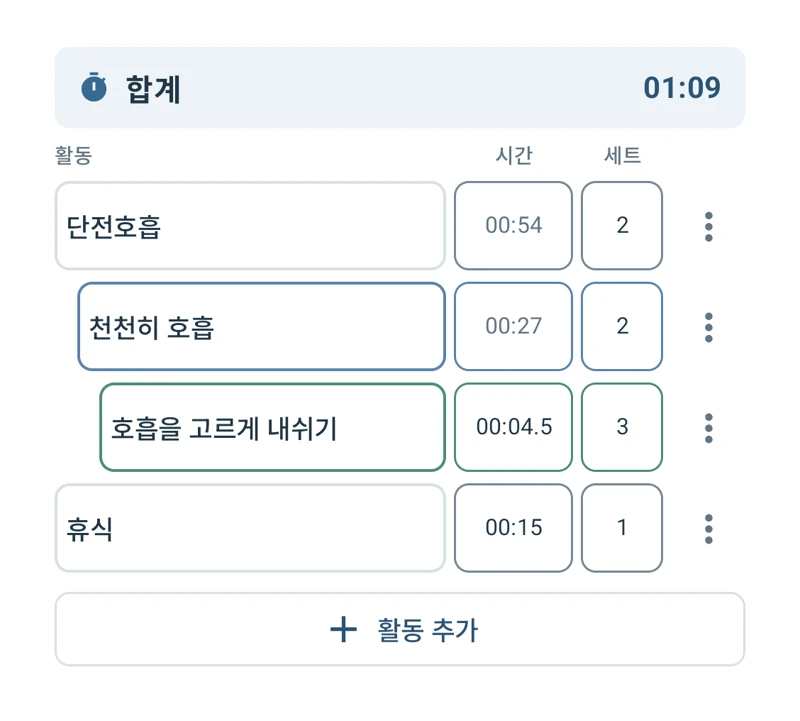 합계 01:09
활동 시간 세트
단전호흡 00:54 2
천천히 호흡 00:27 2
호흡을 고르게 내쉬기 00:04.5 3
휴식 00:15 1
+ 활동 추가